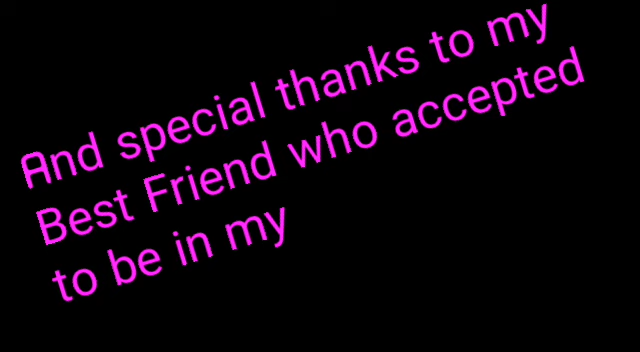 And special thanks to my
Best Friend who accepted
to be in my